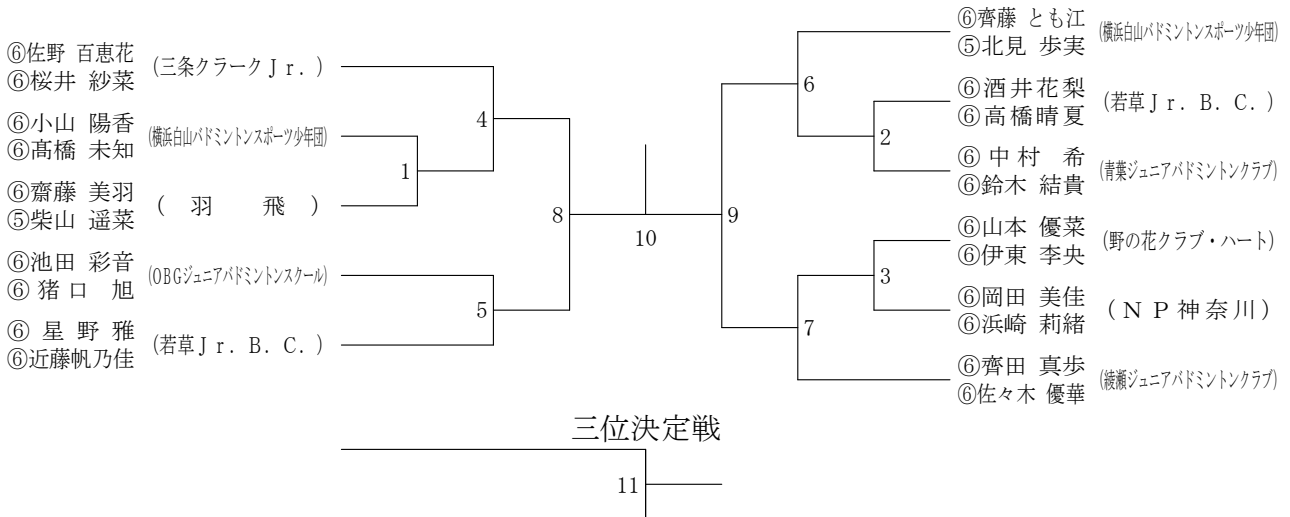 ⑥佐野 百恵花
⑥桜井 紗菜
(三条クラークＪｒ．)
⑥小山 陽香
⑥髙橋 未知
(横浜白山バドミントンスポーツ少年団)
⑥齋藤 美羽
⑤柴山 遥菜
( 羽 飛 )
⑥池田 彩音
⑥ 猪口 旭
(OBGジュニアバドミントンスクール)
⑥ 星野 雅
⑥近藤帆乃佳
(若草Ｊｒ．Ｂ．Ｃ．)
1
4
5
8
10
9
6
2
3
7
⑥齊藤 とも江
⑤北見 歩実
(横浜白山バドミントンスポーツ少年団)
⑥酒井花梨
⑥高橋晴夏
(若草Ｊｒ．Ｂ．Ｃ．)
⑥ 中村 希
⑥鈴木 結貴
(青葉ジュニアバドミントンクラブ)
⑥山本 優菜
⑥伊東 李央
(野の花クラブ・ハート)
⑥岡田 美佳
⑥浜崎 莉緒
(ＮＰ神奈川)
⑥齊田 真歩
⑥佐々木 優華
(綾瀬ジュニアバドミントンクラブ)
三位決定戦
11